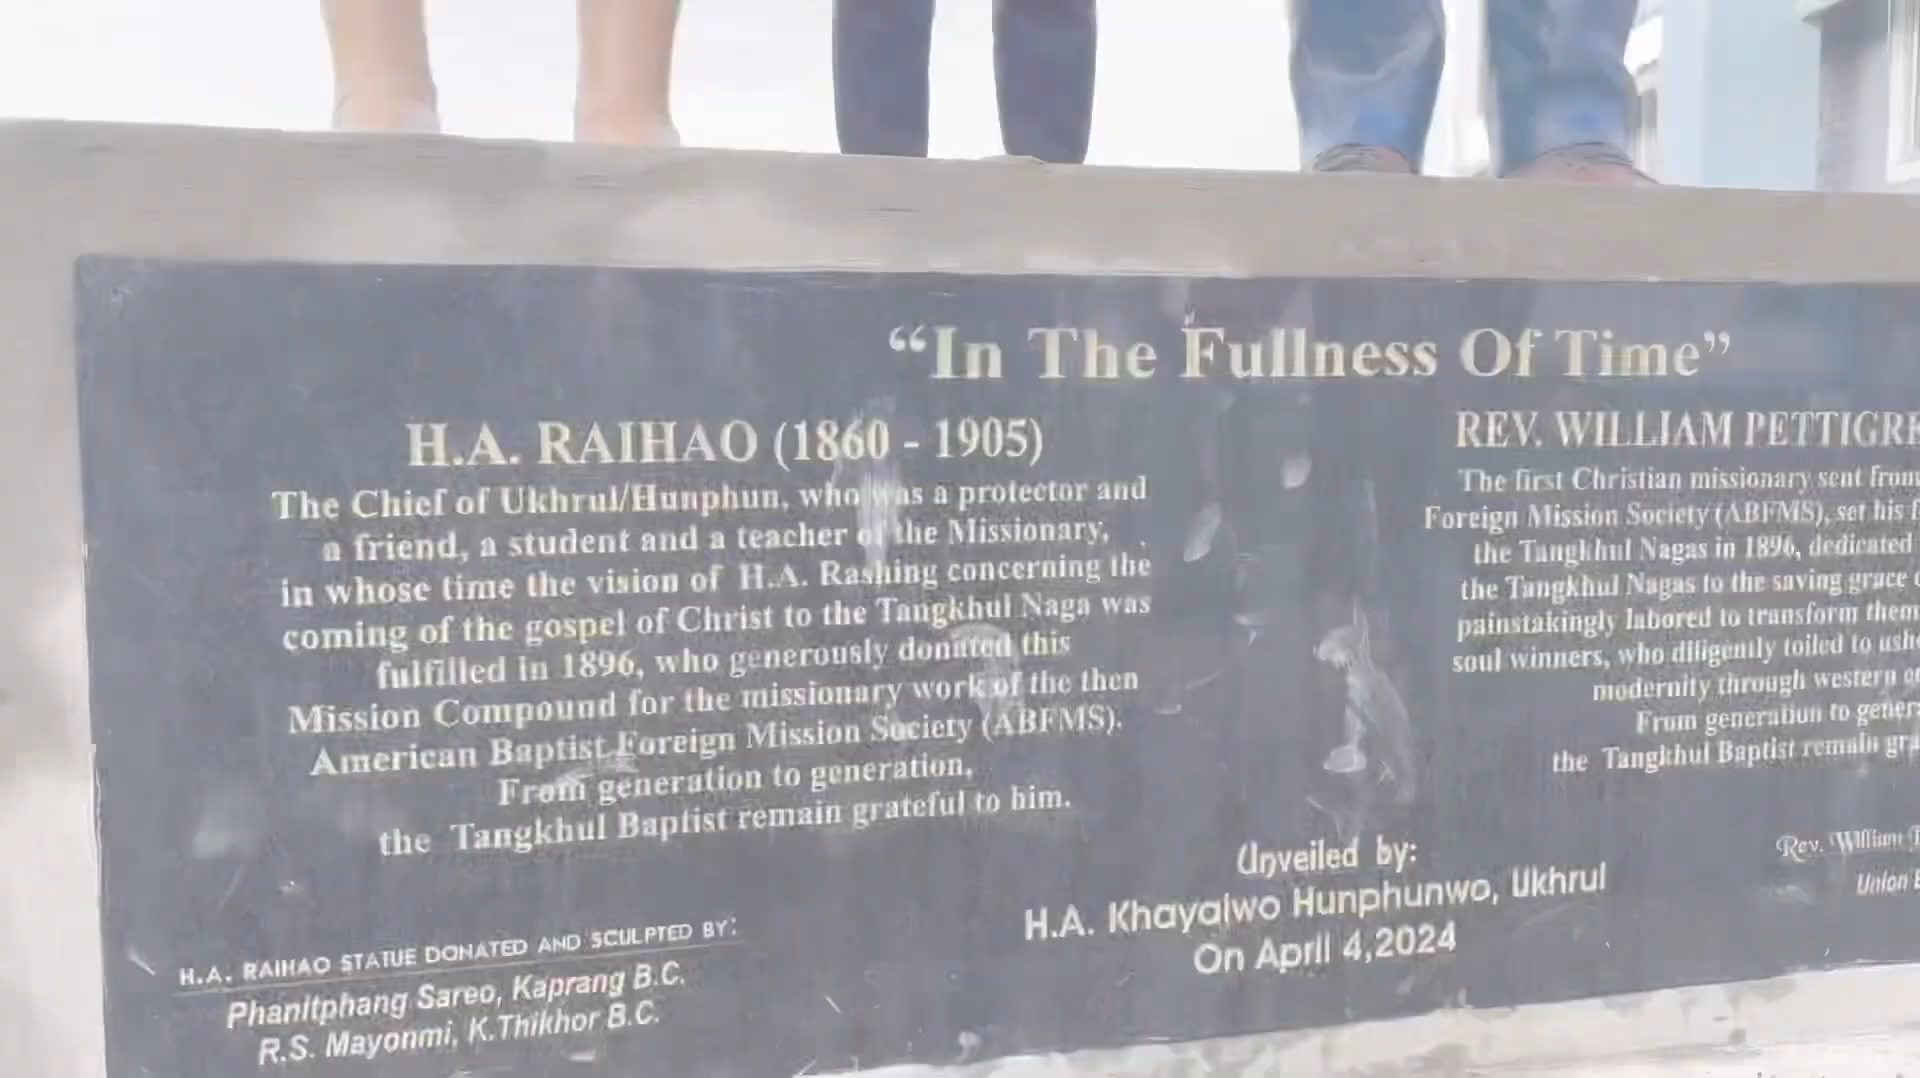 “In The Fullness Of Time”
H.A. RAIHAO (1860 - 1905)
The Chief of Ukhrul/Hunphun, who was a protector and
a friend, a student and a teacher of the Missionary,
in whose time the vision of H.A. Rashing concerning the
coming of the gospel of Christ to the Tangkhul Naga was
fulfilled in 1896, who generously donated this
Mission Compound for the missionary work of the then
American Baptist Foreign Mission Society (ABFMS).
From generation to generation,
the Tangkhul Baptist remain grateful to him.
H.A. RAIHAO STATUE DONATED AND SCULPTED BY:
Phanitphang Sareo, Kaprang B.C.
R.S. Mayonmi, K.Thikhor B.C.
Unveiled by:
H.A. Khayaiwo Hunphunwo, Ukhrul
On April 4,2024
REV. WILLIAM PETTIGR
The first Christian missionary sent from
Foreign Mission Society (ABFMS), set his
the Tangkhul Nagas in 1896, dedicated
the Tangkhul Nagas to the saving grace
painstakingly labored to transform them
soul winners, who diligently toiled to
modernity through western
From generation to
the Tangkhul Baptist remain
Rev. William
Union